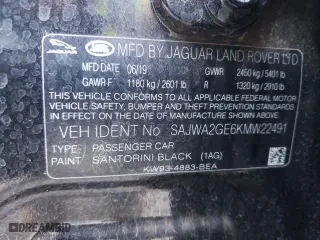 JAGUAR
MFD BY JAGUAR LAND ROVER LTD
MFD DATE 06/19 GVWR 2450 kg / 5401 lb
GAWR F 1180 kg / 2601 lb R 1320 kg / 2910 lb
THIS VEHICLE CONFORMS TO ALL APPLICABLE FEDERAL MOTOR VEHICLE
SAFETY, BUMPER AND THEFT PREVENTION STANDARDS
IN EFFECT ON THE DATE OF MANUFACTURE SHOWN ABOVE
VEH IDENT No SAJWA2GE6KMW22491
TYPE: PASSENGER CAR
PAINT SANTORINI BLACK (1AG)
KW93-4883-BEA